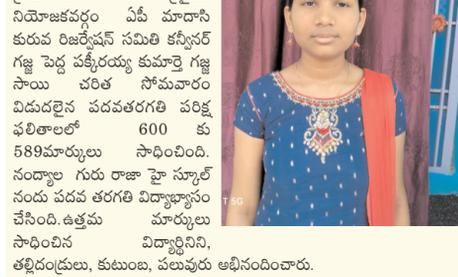 నియోజకవర్గం ఏపీ మాదాసి
కురువ రిజర్వేషన్ సమితి కన్వీనర్
గజ్జ పెద్ద పక్కీరయ్య కుమార్తె గజ్జ
సాయి చరిత సోమవారం
విడుదలైన పదవతరగతి పరిక్ష
ఫలితాలలో 600 కు
589మార్కులు సాధించింది.
నంద్యాల గురు రాజా హై స్కూల్
నందు పదవ తరగతి విద్యాభ్యాసం
చేసింది.ఉత్తమ మార్కులు
సాధించిన విద్యార్థినిని,
తల్లిదండ్రులు, కుటుంబ, పలువురు అభినందించారు.
T 5G